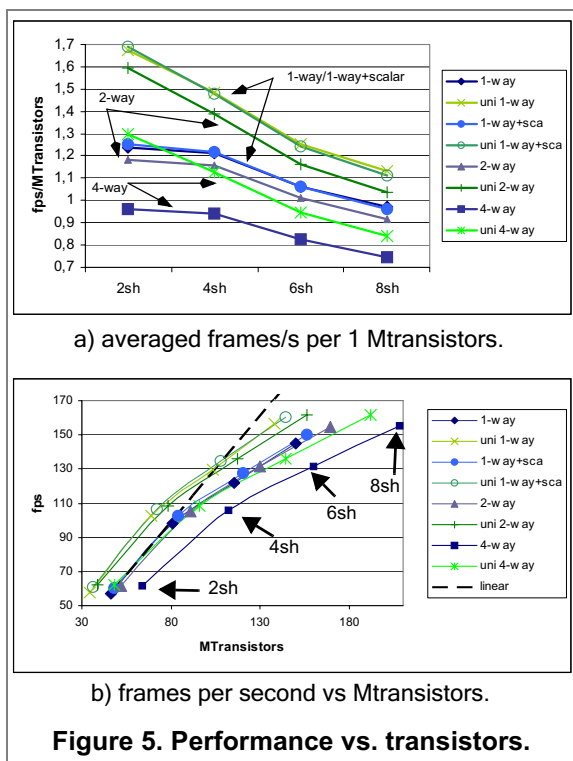 1,7
1,6
1,5
1,4
1,3
1,2
1,1
1
0,9
0,8
0,7
fps/MTransistors
2sh 4sh 6sh 8sh
1-way/1-way+scalar
2-way
4-way
1-way
uni 1-way
1-way+sca
uni 1-way+sca
2-way
uni 2-way
4-way
uni 4-way
a) averaged frames/s per 1 Mtransistors.
170
150
130
110
90
70
50
fps
30 80 130 180
MTransistors
8sh
6sh
4sh
2sh
1-way
uni 1-way
1-way+sca
uni 1-way+sca
2-way
uni 2-way
4-way
uni 4-way
linear
b) frames per second vs Mtransistors.
Figure 5. Performance vs. transistors.